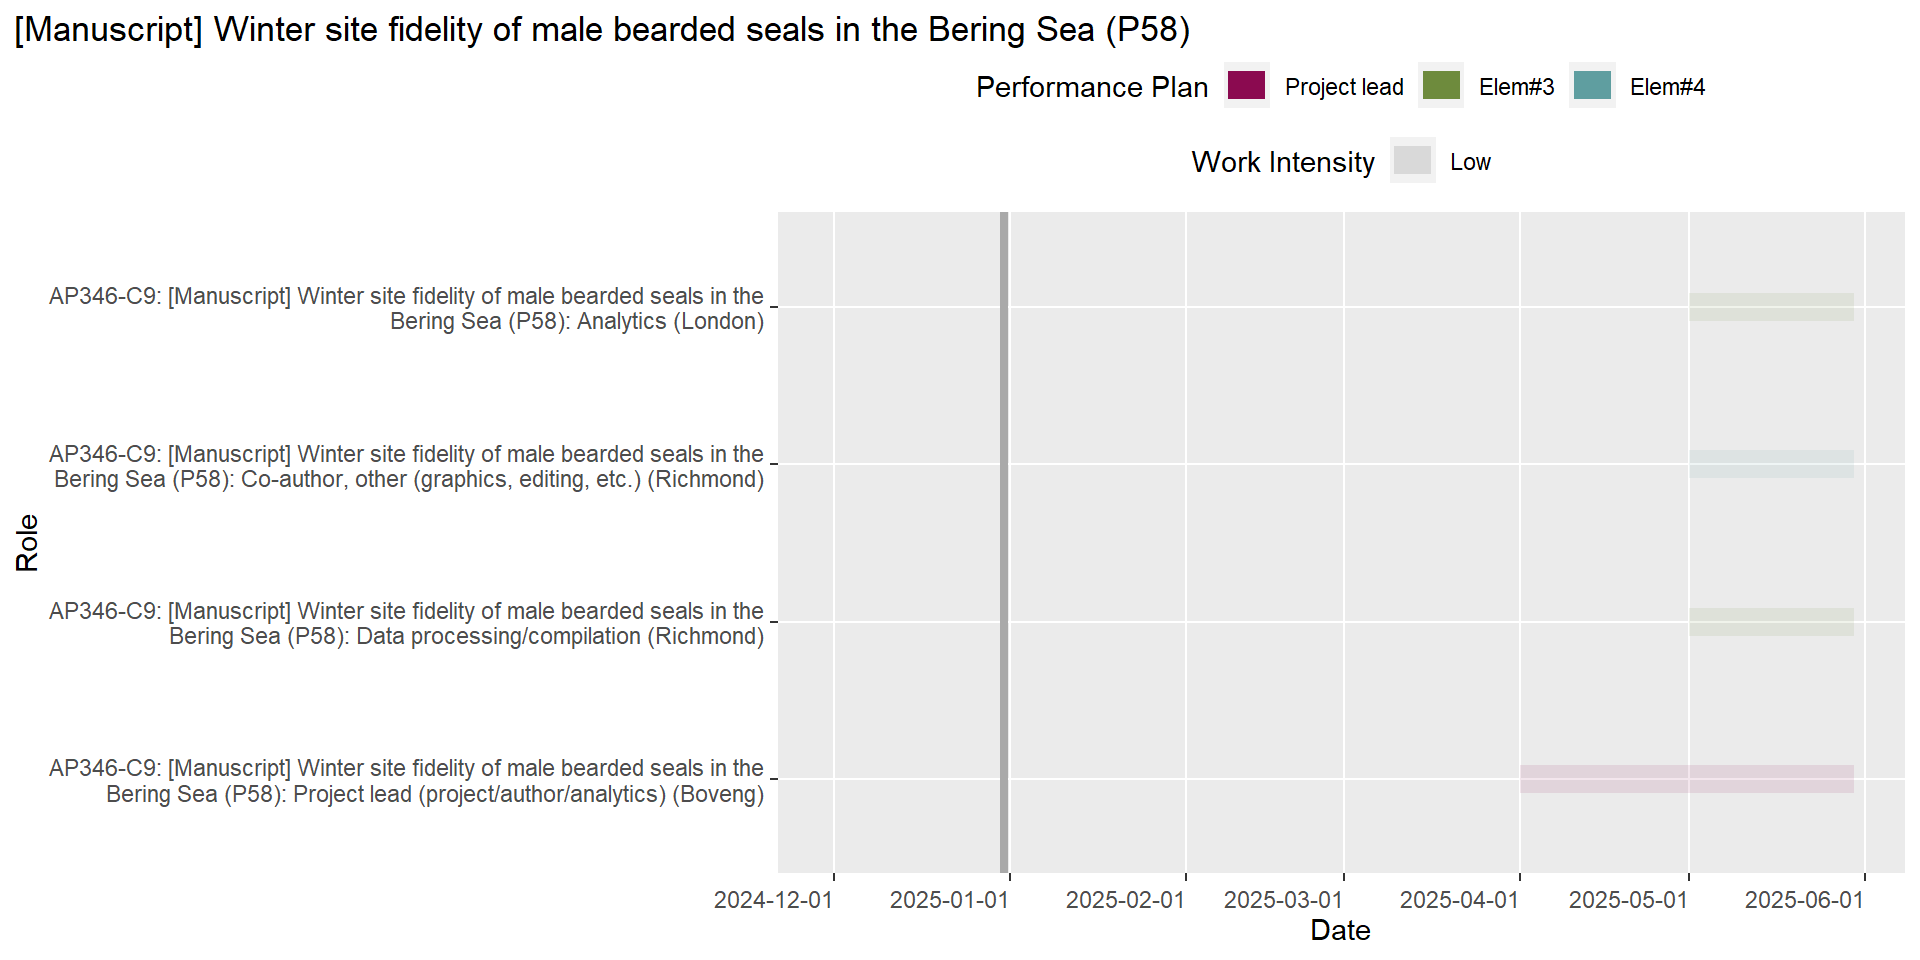 [Manuscript] Winter site fidelity of male bearded seals in the Bering Sea (P58)
Performance Plan Project lead Elem#3 Elem#4
Work Intensity Low
AP346-C9: [Manuscript] Winter site fidelity of male bearded seals in the
Bering Sea (P58): Analytics (London)
AP346-C9: [Manuscript] Winter site fidelity of male bearded seals in the
Bering Sea (P58): Co-author, other (graphics, editing, etc.) (Richmond)
Role
AP346-C9: [Manuscript] Winter site fidelity of male bearded seals in the
Bering Sea (P58): Data processing/compilation (Richmond)
AP346-C9: [Manuscript] Winter site fidelity of male bearded seals in the
Bering Sea (P58): Project lead (project/author/analytics) (Boveng)
2024-12-01 2025-01-01 2025-02-01 2025-03-01 2025-04-01 2025-05-01 2025-06-01
Date